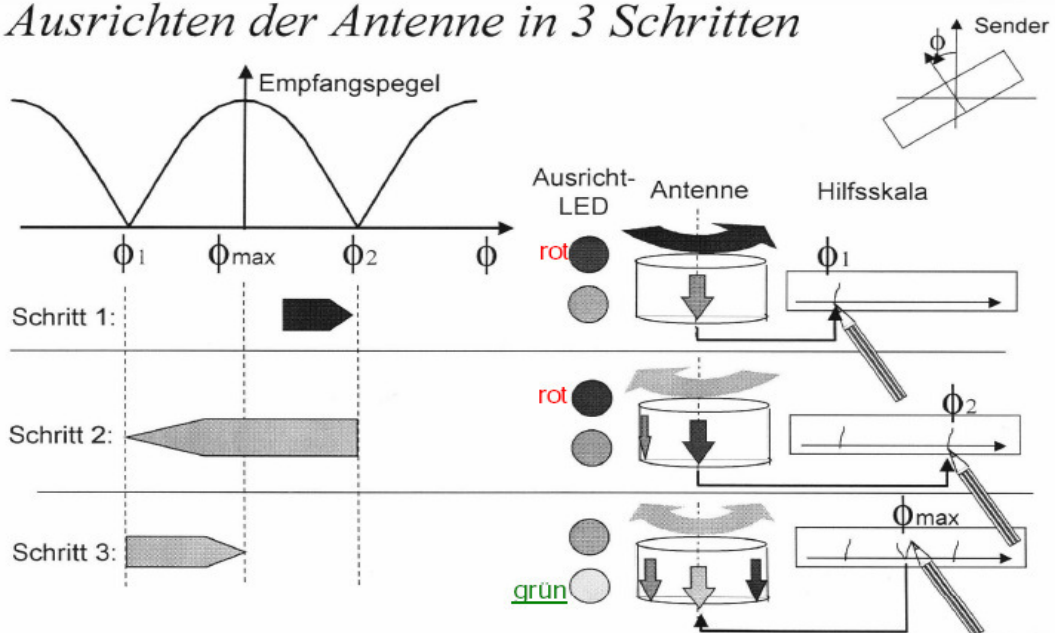 Ausrichten der Antenne in 3 Schritten
ϕ Sender
Empfangspegel
ϕ1 ϕmax ϕ2 ϕ
Ausricht-
LED
Antenne
Hilfsskala
rot
ϕ1
Schritt 1:
rot
ϕ2
Schritt 2:
ϕmax
Schritt 3:
grün